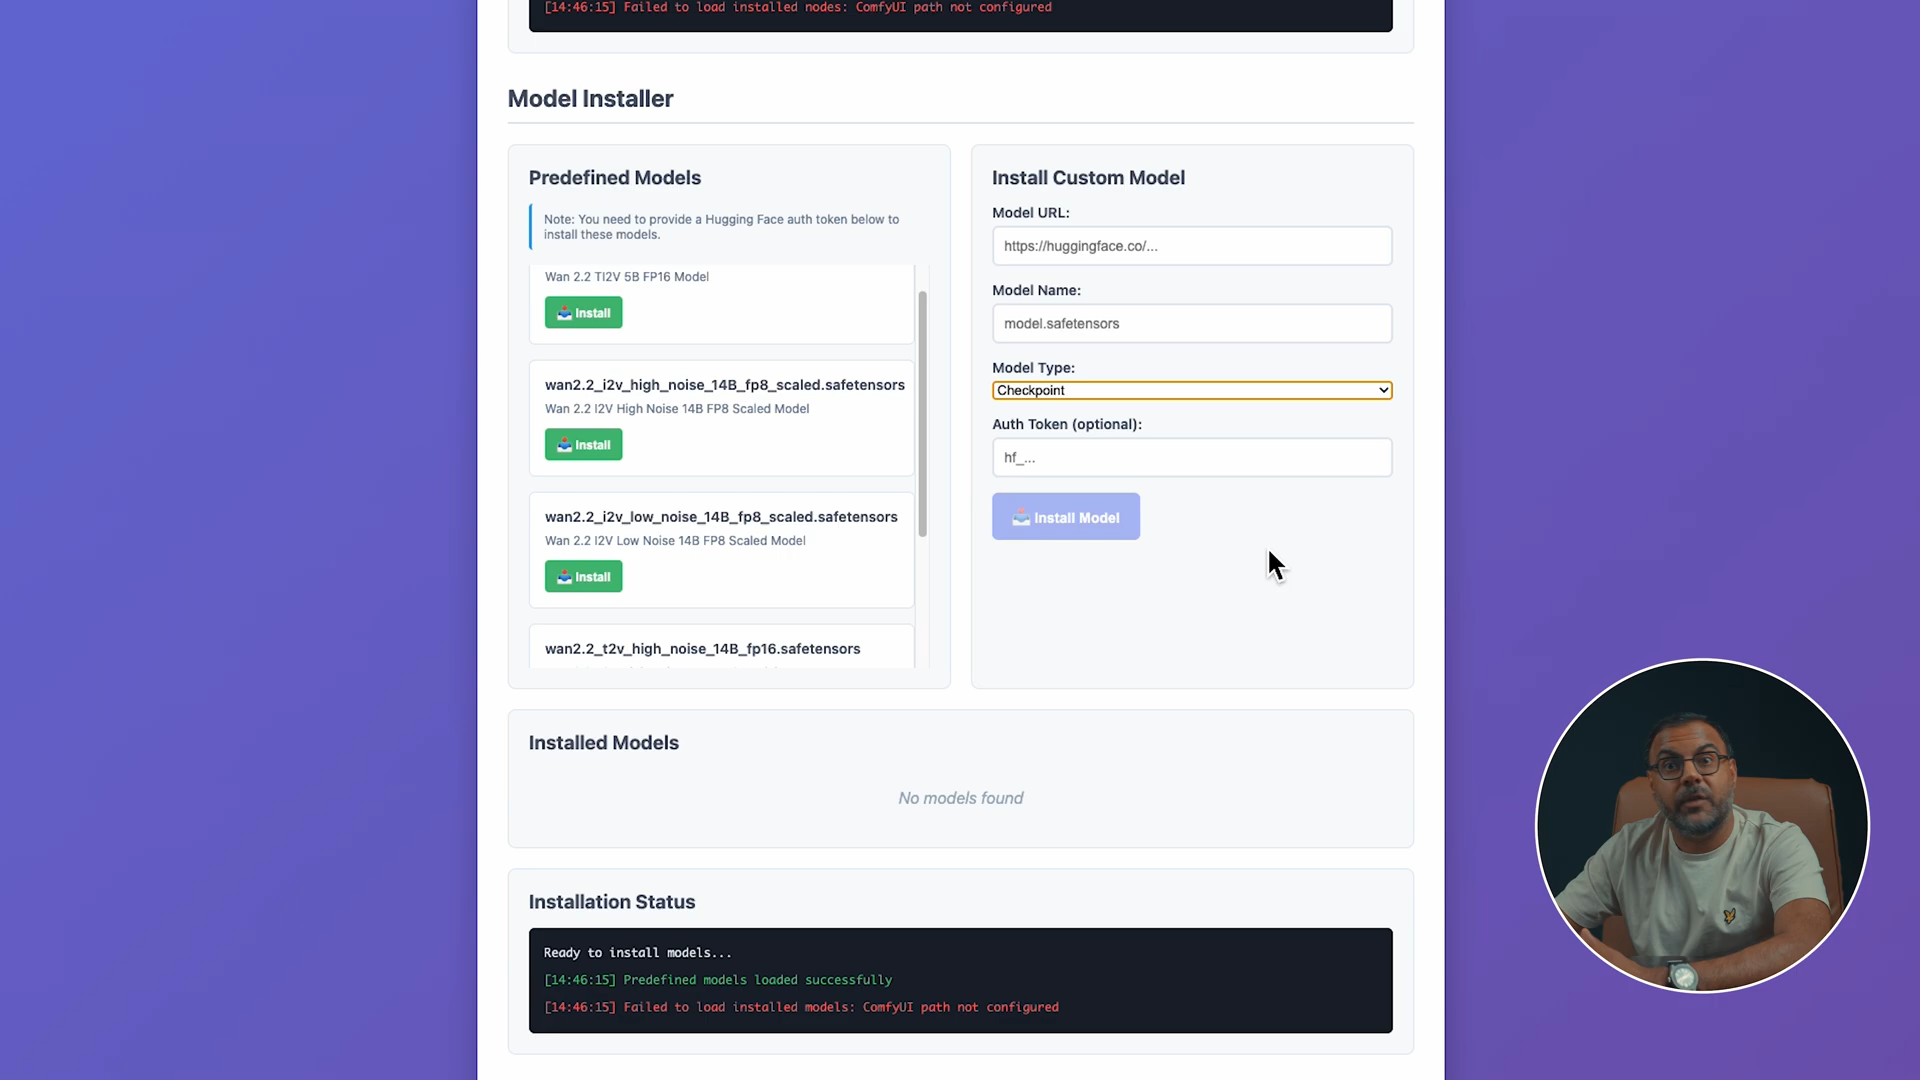 [14:46:15] Failed to load installed nodes: ComfyUI path not configured
Model Installer
Predefined Models
Note: You need to provide a Hugging Face auth token below to
install these models.
Wan 2.2 TI2V 5B FP16 Model
Install
wan2.2_i2v_high_noise_14B_fp8_scaled.safetensors
Wan 2.2 I2V High Noise 14B FP8 Scaled Model
Install
wan2.2_i2v_low_noise_14B_fp8_scaled.safetensors
Wan 2.2 I2V Low Noise 14B FP8 Scaled Model
Install
wan2.2_t2v_high_noise_14B_fp16.safetensors
Install Custom Model
Model URL:
https://huggingface.co/...
Model Name:
model.safetensors
Model Type:
Checkpoint
Auth Token (optional):
hf_...
Install Model
Installed Models
No models found
Installation Status
Ready to install models...
[14:46:15] Predefined models loaded successfully
[14:46:15] Failed to load installed models: ComfyUI path not configured